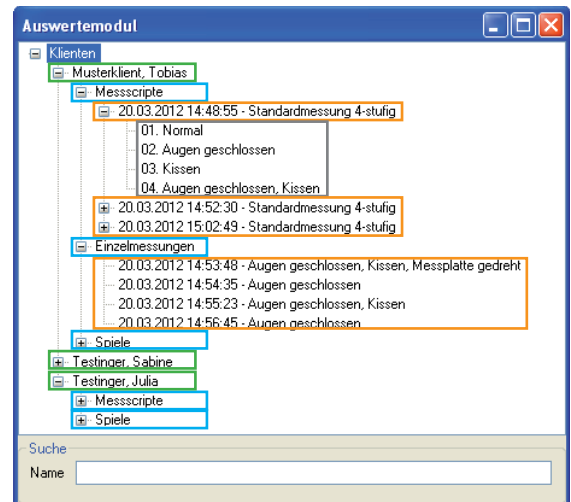 Auswertemodul
Klienten
Musterklient, Tobias
Messscripte
20.03.2012 14:48:55 - Standardmessung 4-stufig
01. Normal
02. Augen geschlossen
03. Kissen
04. Augen geschlossen, Kissen
20.03.2012 14:52:30 - Standardmessung 4-stufig
20.03.2012 15:02:49 - Standardmessung 4-stufig
Einzelmessungen
20.03.2012 14:53:48 - Augen geschlossen, Kissen, Messplatte gedreht
20.03.2012 14:54:35 - Augen geschlossen
20.03.2012 14:55:23 - Augen geschlossen, Kissen
20.03.2012 14:56:45 - Augen geschlossen
Spiele
Testinger, Sabine
Testinger, Julia
Messscripte
Spiele
Suche
Name